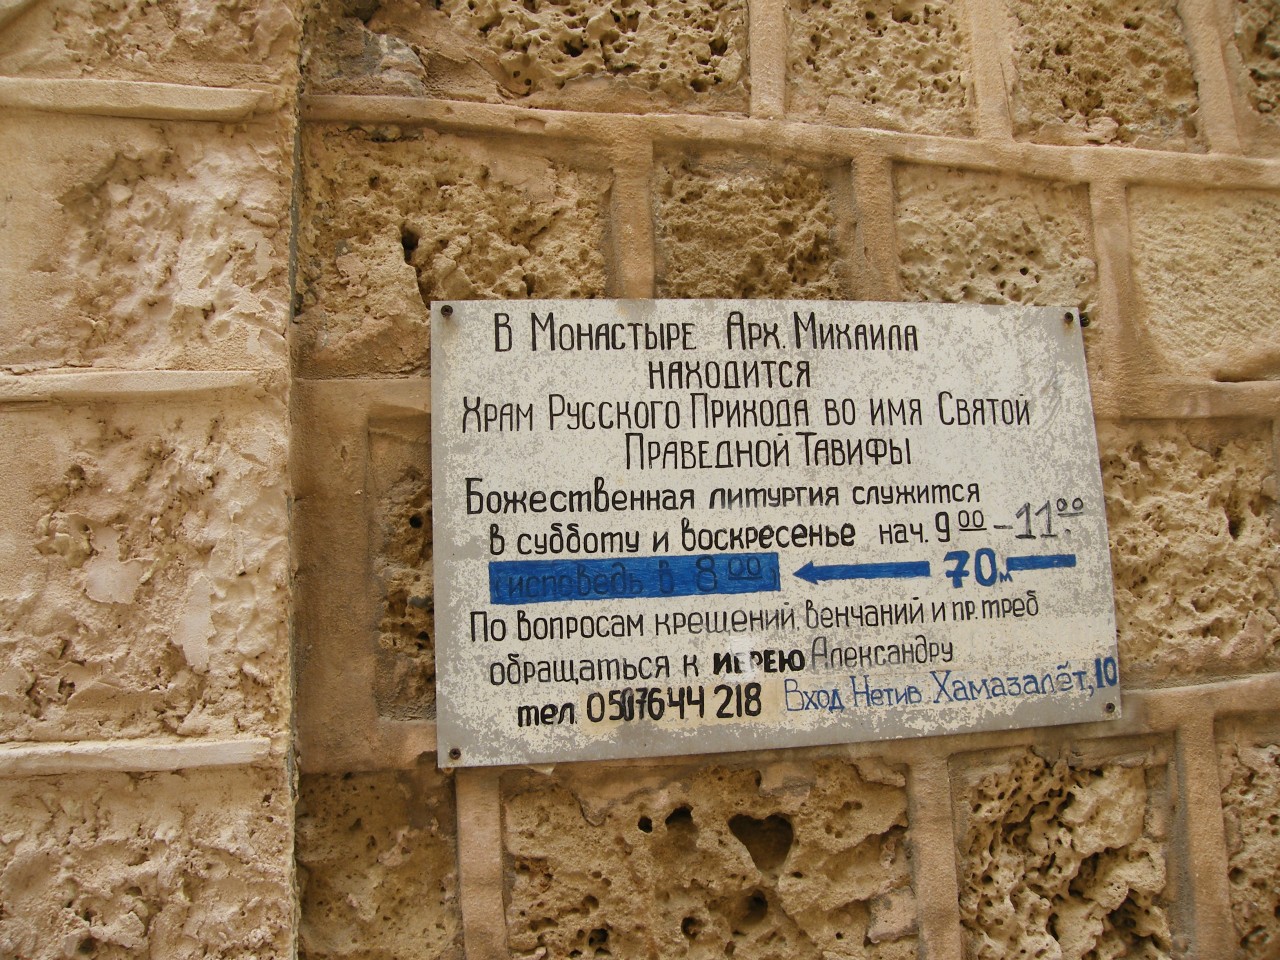 В Монастыре Арх. Михаила
находится
Храм Русского Прихода во имя Святой
Праведной Тавифы
Божественная литургия служится
в субботу и воскресенье нач. 9 00 – 11 00.
(исповедь в 8 00) 70 м
По вопросам крещений, венчаний и пр. треб
обращаться к иерею Александру
тел. 0507644 218 Вход Нетив. Хамазалёт, 10